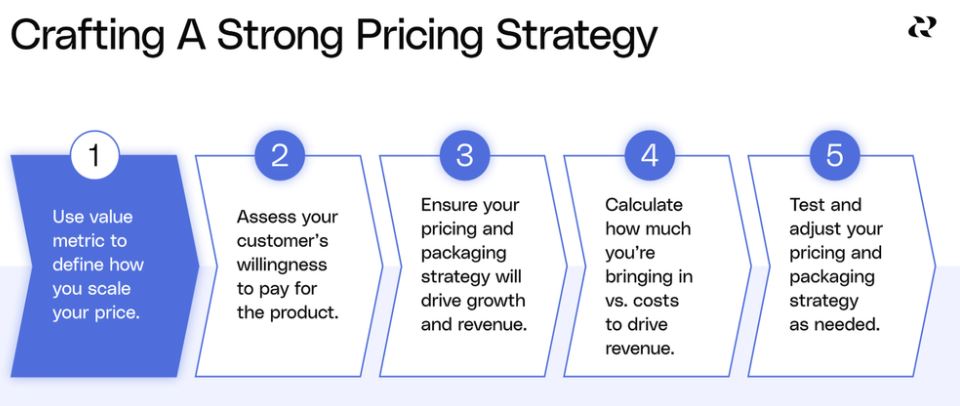 Crafting A Strong Pricing Strategy
1
Use value
metric to
define how
you scale
your price.
2
Assess your
customer's
willingness
to pay for
the product.
3
Ensure your
pricing and
packaging
strategy will
drive growth
and revenue.
4
Calculate
how much
you're
bringing in
vs. costs
to drive
revenue.
5
Test and
adjust your
pricing and
packaging
strategy
as needed.